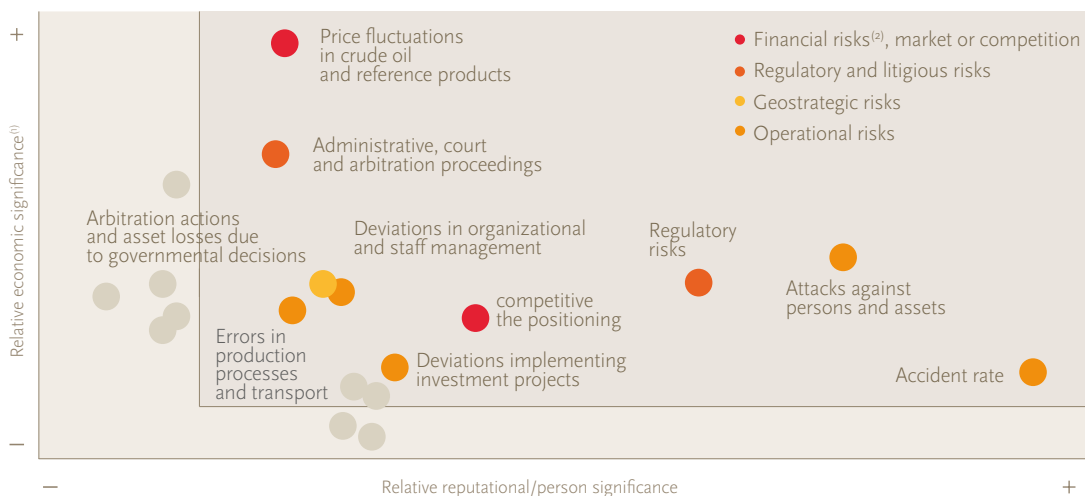 +
Relative economic significance⁽¹⁾
Price fluctuations
in crude oil
and reference products
Financial risks⁽²⁾, market or competition
Regulatory and litigious risks
Geostrategic risks
Operational risks
Administrative, court
and arbitration proceedings
Arbitration actions
and asset losses due
to governmental decisions
Deviations in organizational
and staff management
Regulatory
risks
Attacks against
persons and assets
competitive
the positioning
Errors in
production
processes
and transport
Deviations implementing
investment projects
Accident rate
–
–
Relative reputational/person significance
+